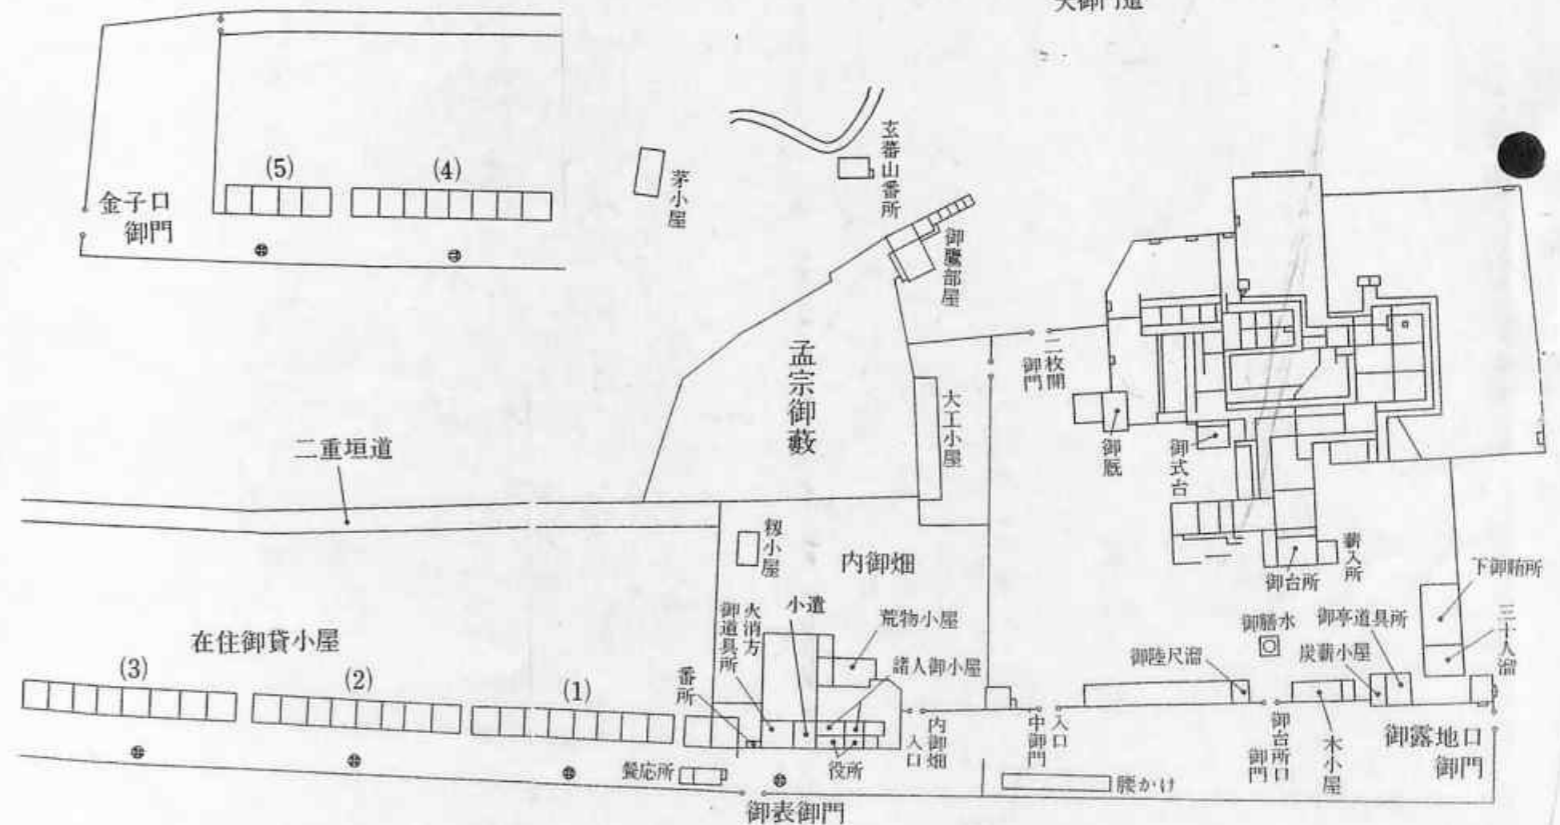 (5)
(4)
金子口
御門
茅小屋
玄蕃山番所
御鷹部屋
孟宗御藪
大工小屋
二枚開
御門
御厩
御式台
御台所
薪入所
下御賄所
三十人溜
二重垣道
籾小屋
内御畑
在住御貸小屋
(3)
(2)
(1)
火消方
御道具所
小遣
荒物小屋
諸人御小屋
番所
役所
内御畑
入口
中御門
入口
御陸尺溜
御膳水
御亭道具所
炭薪小屋
御台所口
御門
木小屋
御露地口
御門
饗応所
腰かけ
御表御門